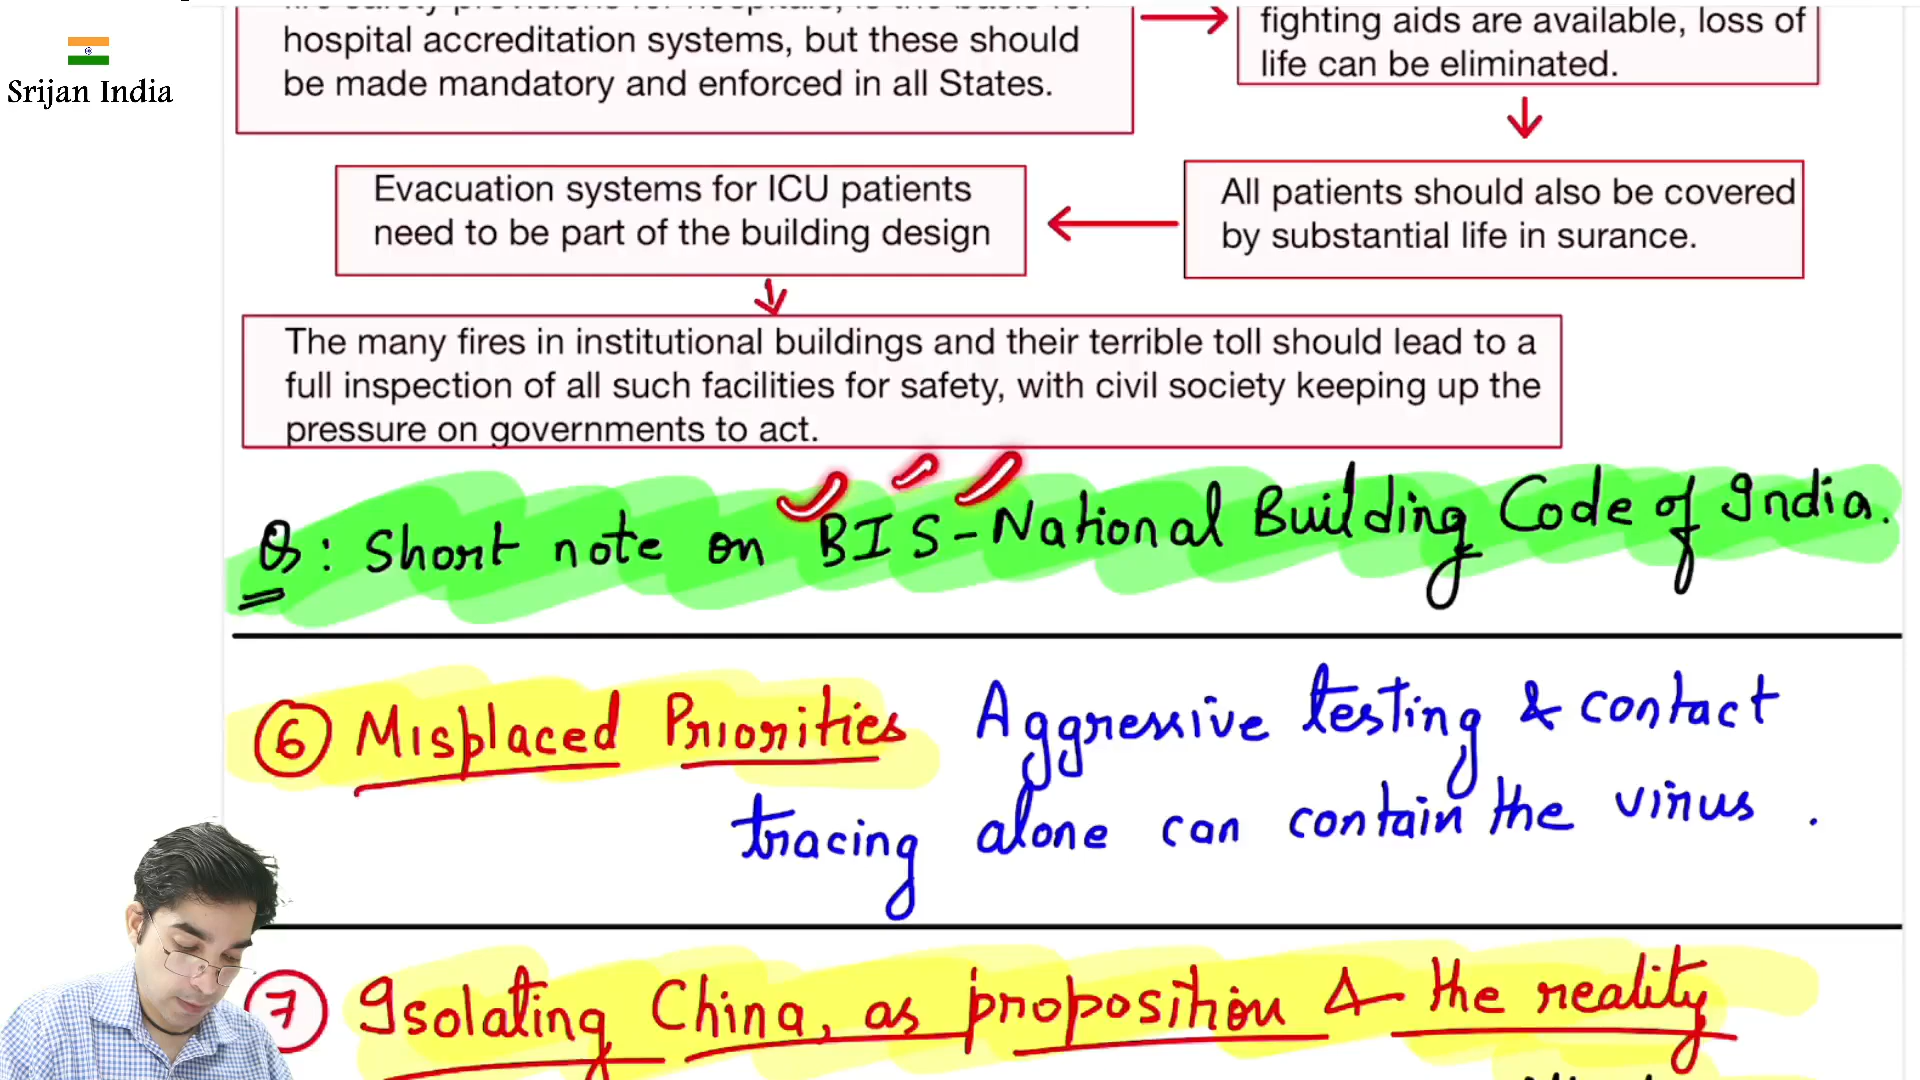 Srijan India
hospital accreditation systems, but these should
be made mandatory and enforced in all States.
fighting aids are available, loss of
life can be eliminated.
All patients should also be covered
by substantial life in surance.
Evacuation systems for ICU patients
need to be part of the building design
The many fires in institutional buildings and their terrible toll should lead to a
full inspection of all such facilities for safety, with civil society keeping up the
pressure on governments to act.
Q: Short note on BIS-National Building Code of India.
6 Misplaced Priorities Aggressive testing & contact
tracing alone can contain the virus.
7 Isolating China, as proposition & the reality